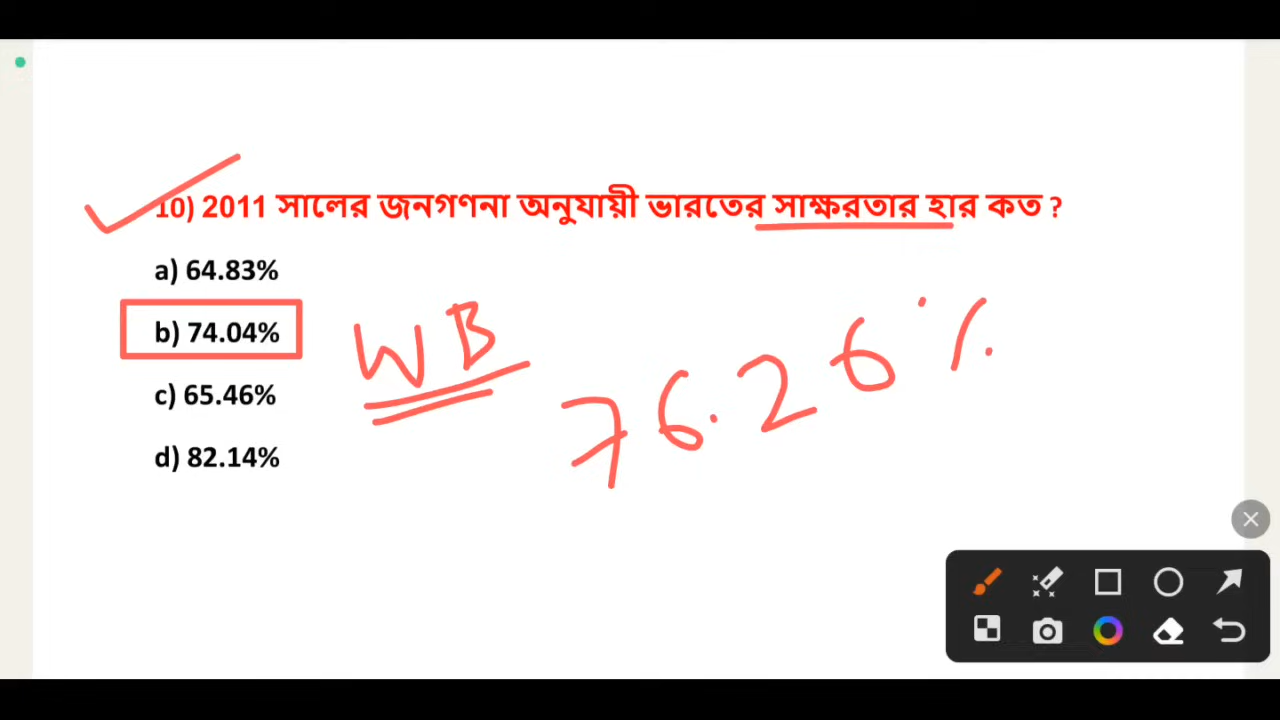 10) 2011 সালের জনগণনা অনুযায়ী ভারতের সাক্ষরতার হার কত ?
a) 64.83%
b) 74.04%
WB 76.26 %
c) 65.46%
d) 82.14%